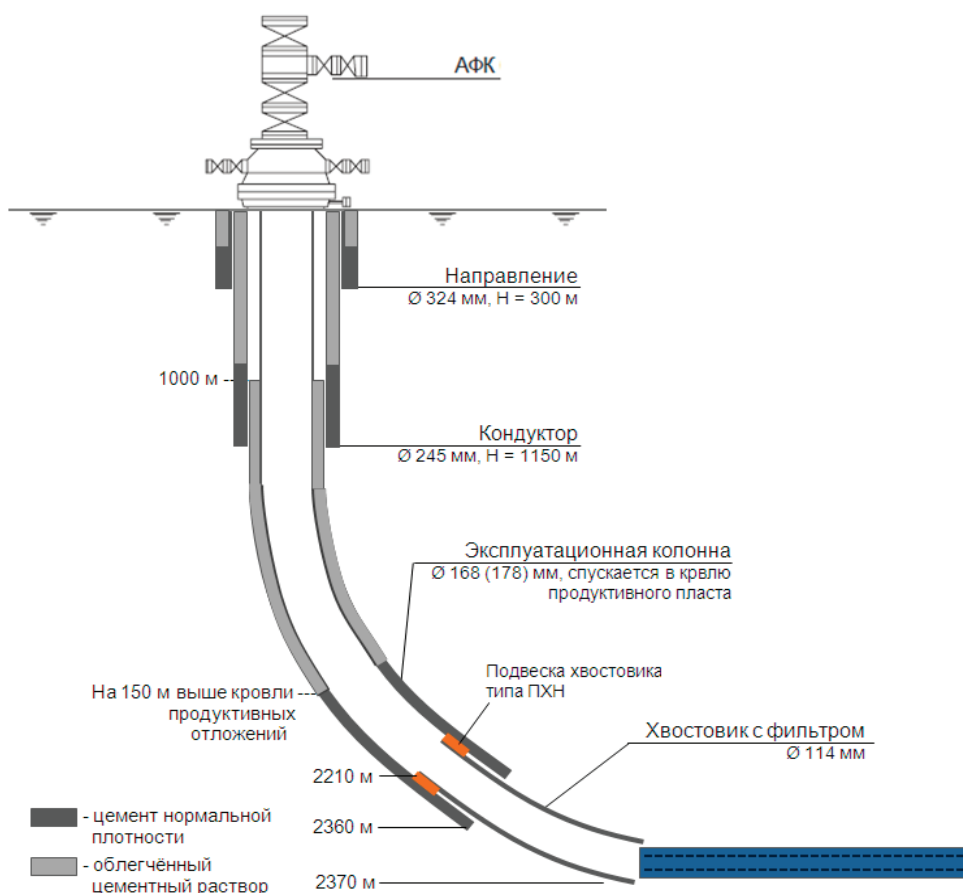 АФК
Направление
Ø 324 мм, H = 300 м
1000 м
Кондуктор
Ø 245 мм, H = 1150 м
Эксплуатационная колонна
Ø 168 (178) мм, спускается в крвлю
продуктивного пласта
Подвеска хвостовика
типа ПХН
На 150 м выше кровли
продуктивных
отложений
Хвостовик с фильтром
Ø 114 мм
2210 м
- цемент нормальной
плотности
2360 м
- облегчённый
цементный раствор
2370 м